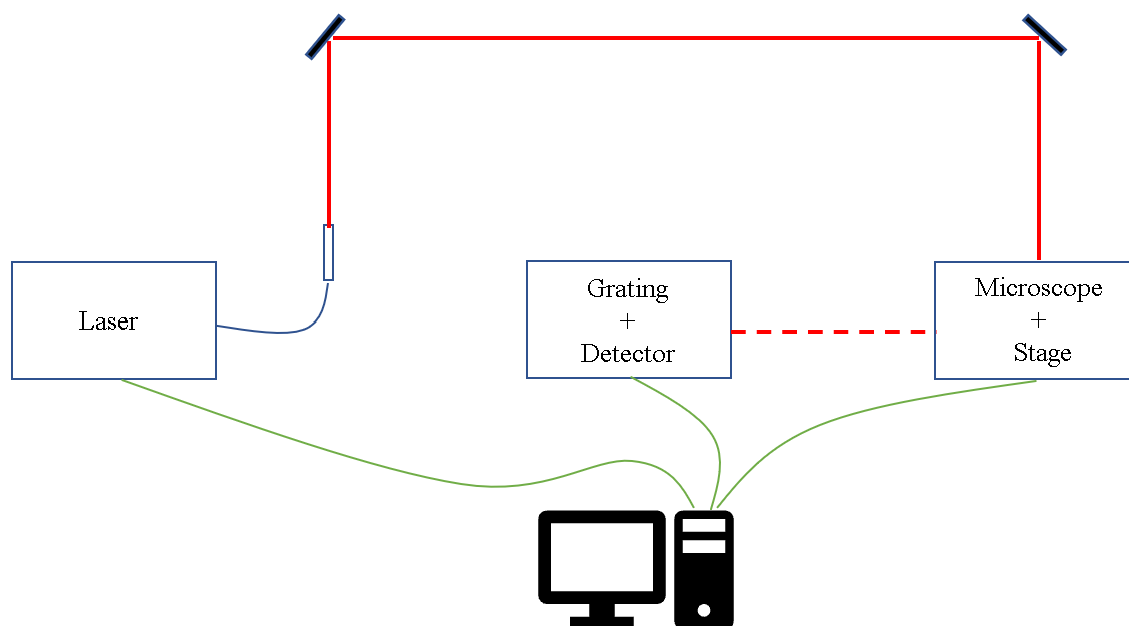 Laser
Grating
+
Detector
Microscope
+
Stage